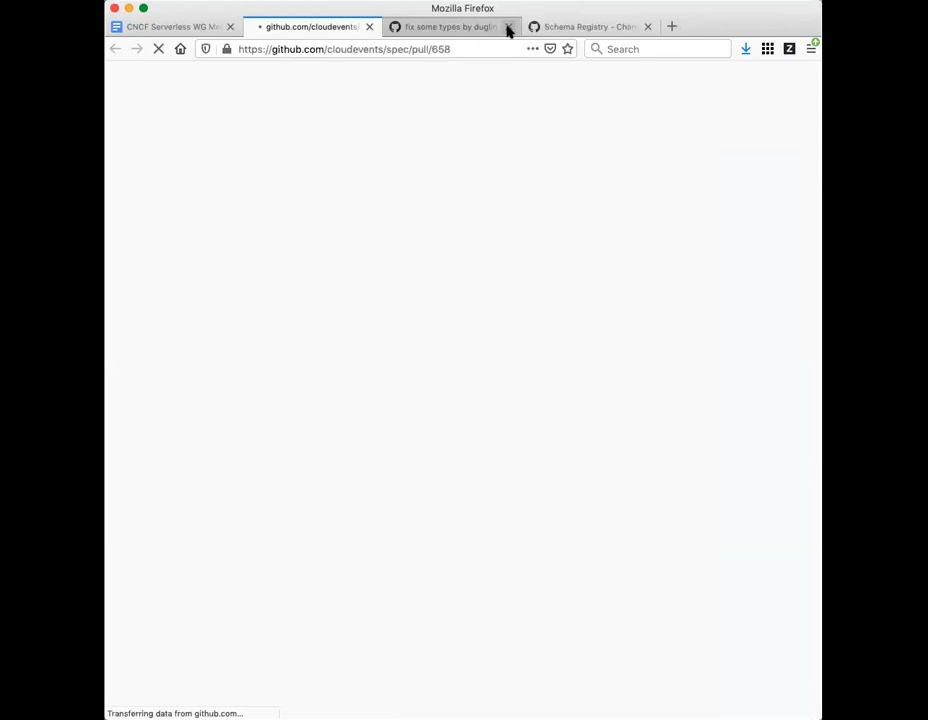 Mozilla Firefox
CNCF Serverless WG Me
github.com/cloudevents/
fix some types by duglin
Schema Registry - Chan
https://github.com/cloudevents/spec/pull/658
Search
Z
Transferring data from github.com...